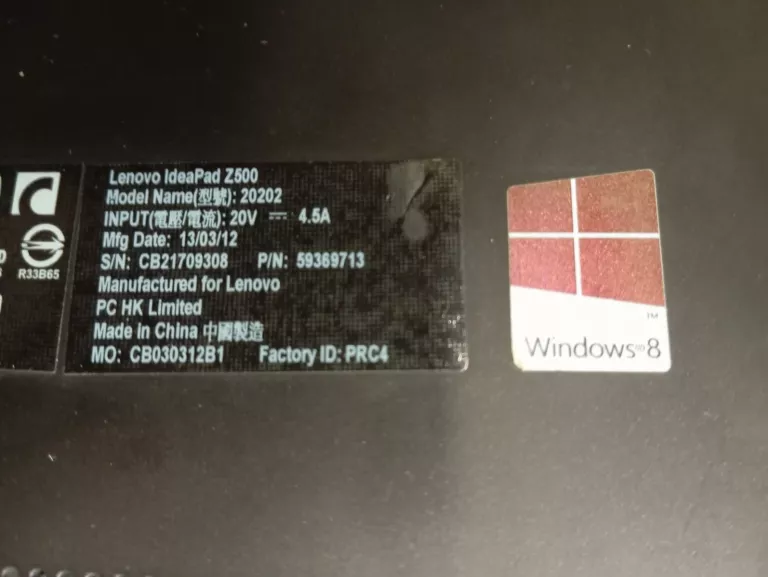 Lenovo IdeaPad Z500
Model Name(型號): 20202
INPUT(電壓/電流): 20V ⎓ 4.5A
Mfg Date: 13/03/12
S/N: CB21709308 P/N: 59369713
Manufactured for Lenovo
PC HK Limited
Made in China 中國製造
MO: CB030312B1 Factory ID: PRC4
R33B65
TM
Windows 8